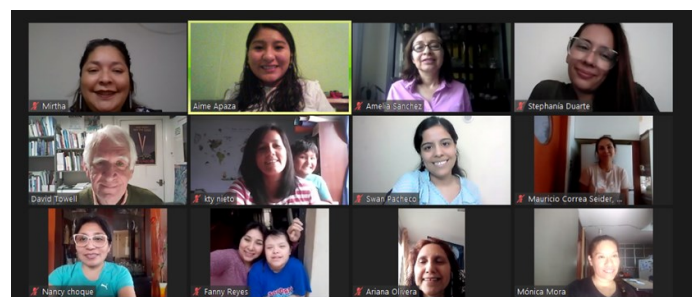 Mirtha
Aime Apaza
Amelia Sánchez
Stephanía Duarte
David Towell
kty nieto
Swan Pacheco
Mauricio Correa Seider, ...
Nancy choque
Fanny Reyes
Ariana Olivera
Mónica Mora